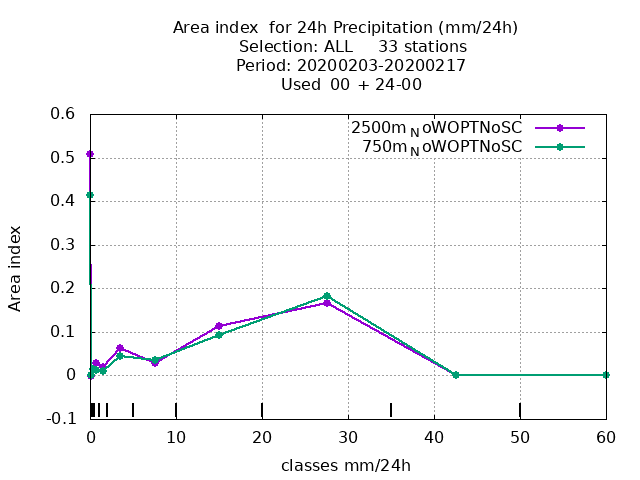 Area index  for 24h Precipitation (mm/24h)
Selection: ALL     33 stations
Period: 20200203-20200217
Used  00 + 24-00
2500m_NoWOPTNoSC
750m_NoWOPTNoSC
0.6
0.5
0.4
0.3
0.2
0.1
0
-0.1
Area index
0 10 20 30 40 50 60
classes mm/24h